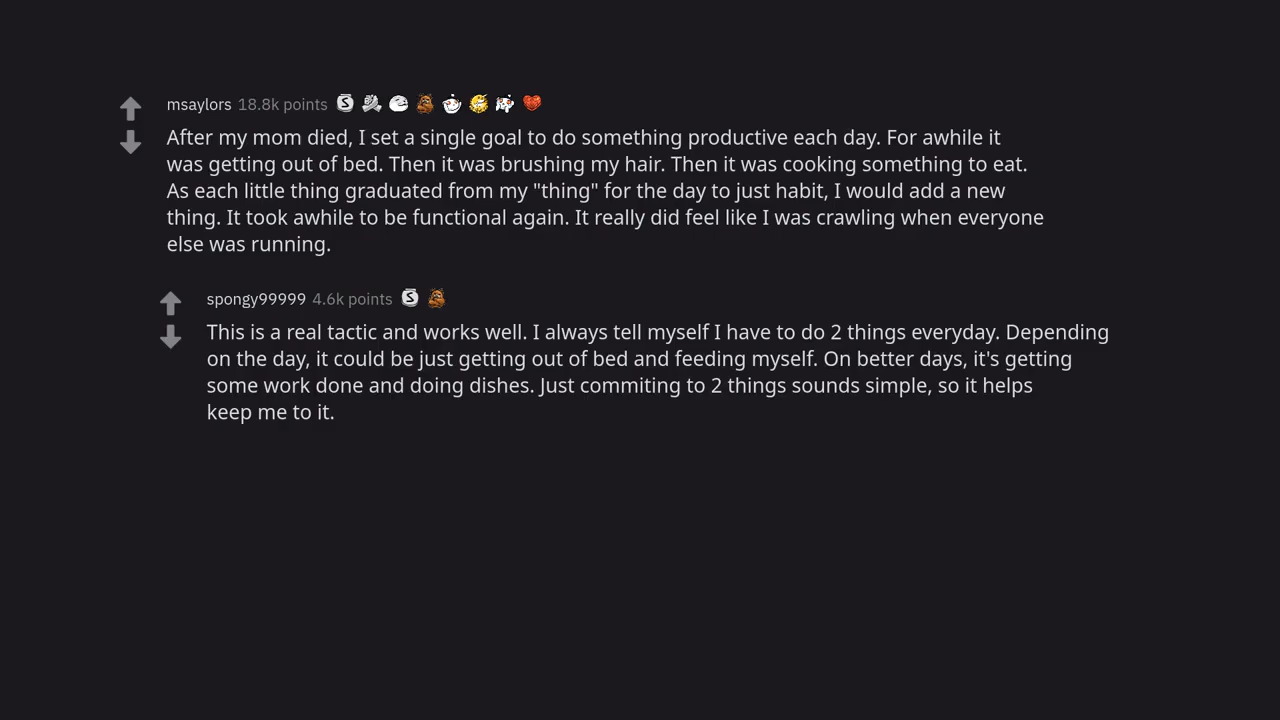 msaylors 18.8k points
After my mom died, I set a single goal to do something productive each day. For awhile it
was getting out of bed. Then it was brushing my hair. Then it was cooking something to eat.
As each little thing graduated from my "thing" for the day to just habit, I would add a new
thing. It took awhile to be functional again. It really did feel like I was crawling when everyone
else was running.
spongy99999 4.6k points
This is a real tactic and works well. I always tell myself I have to do 2 things everyday. Depending
on the day, it could be just getting out of bed and feeding myself. On better days, it's getting
some work done and doing dishes. Just commiting to 2 things sounds simple, so it helps
keep me to it.